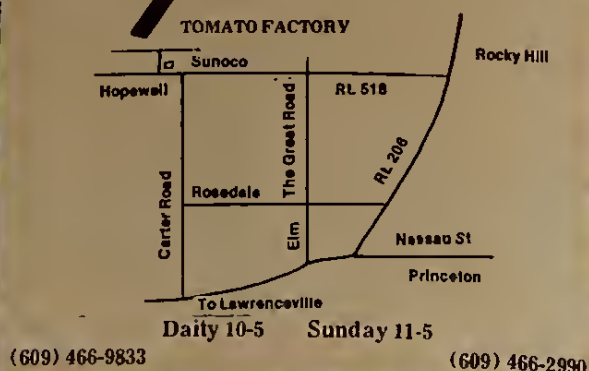 TOMATO FACTORY
Rocky Hill
Sunoco
Hopewell
Rt. 518
The Great Road
Carter Road
Rt. 206
Rosedale
Elm
Nassau St
Princeton
To Lawrenceville
Daily 10-5 Sunday 11-5
(609) 466-9833
(609) 466-2990